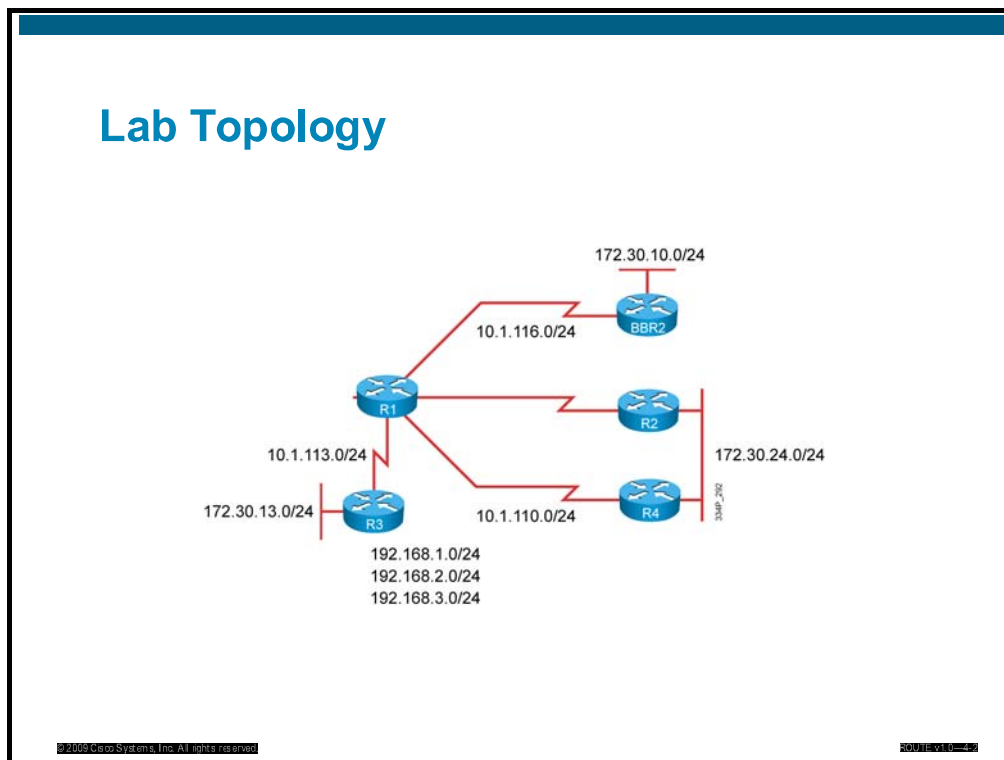 Lab Topology
172.30.10.0/24
BBR2
10.1.116.0/24
R1
R2
10.1.113.0/24
172.30.24.0/24
172.30.13.0/24
R3
10.1.110.0/24
R4
334P_292
192.168.1.0/24
192.168.2.0/24
192.168.3.0/24
© 2009 Cisco Systems, Inc. All rights reserved.
ROUTE v1.0—4-2